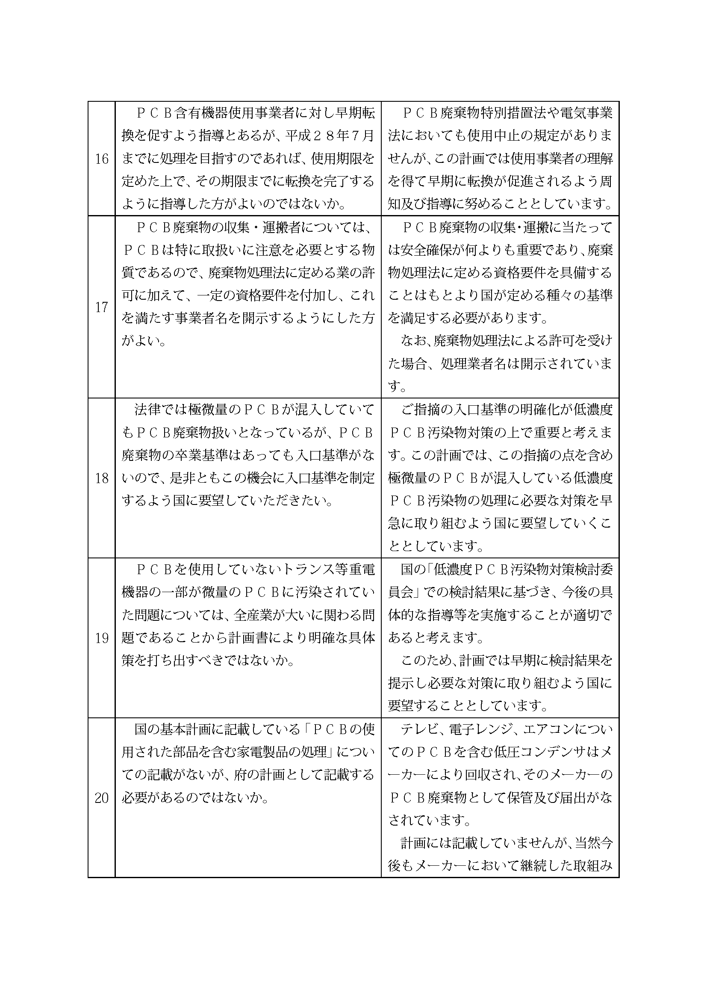 16
ＰＣＢ含有機器使用事業者に対し早期転
換を促すよう指導とあるが、平成２８年７月
までに処理を目指すのであれば、使用期限を
定めた上で、その期限までに転換を完了する
ように指導した方がよいのではないか。
ＰＣＢ廃棄物特別措置法や電気事業
法においても使用中止の規定がありま
せんが、この計画では使用事業者の理解
を得て早期に転換が促進されるよう周
知及び指導に努めることとしています。
17
ＰＣＢ廃棄物の収集・運搬者については、
ＰＣＢは特に取扱いに注意を必要とする物
質であるので、廃棄物処理法に定める業の許
可に加えて、一定の資格要件を付加し、これ
を満たす事業者名を開示するようにした方
がよい。
ＰＣＢ廃棄物の収集・運搬に当たって
は安全確保が何よりも重要であり、廃棄
物処理法に定める資格要件を具備する
ことはもとより国が定める種々の基準
を満足する必要があります。
なお、廃棄物処理法による許可を受け
た場合、処理業者名は開示されていま
す。
18
法律では極微量のＰＣＢが混入していて
もＰＣＢ廃棄物扱いとなっているが、ＰＣＢ
廃棄物の卒業基準はあっても入口基準がな
いので、是非ともこの機会に入口基準を制定
するよう国に要望していただきたい。
ご指摘の入口基準の明確化が低濃度
ＰＣＢ汚染物対策の上で重要と考えま
す。この計画では、この指摘の点を含め
極微量のＰＣＢが混入している低濃度
ＰＣＢ汚染物の処理に必要な対策を早
急に取り組むよう国に要望していくこ
ととしています。
19
ＰＣＢを使用していないトランス等重電
機器の一部が微量のＰＣＢに汚染されてい
た問題については、全産業が大いに関わる問
題であることから計画書により明確な具体
策を打ち出すべきではないか。
国の「低濃度ＰＣＢ汚染物対策検討委
員会」での検討結果に基づき、今後の具
体的な指導等を実施することが適切で
あると考えます。
このため、計画では早期に検討結果を
提示し必要な対策に取り組むよう国に
要望することとしています。
20
国の基本計画に記載している「ＰＣＢの使
用された部品を含む家電製品の処理」につい
ての記載がないが、府の計画として記載する
必要があるのではないか。
テレビ、電子レンジ、エアコンについ
てのＰＣＢを含む低圧コンデンサはメ
ーカーにより回収され、そのメーカーの
ＰＣＢ廃棄物として保管及び届出がな
されています。
計画には記載していませんが、当然今
後もメーカーにおいて継続した取組み